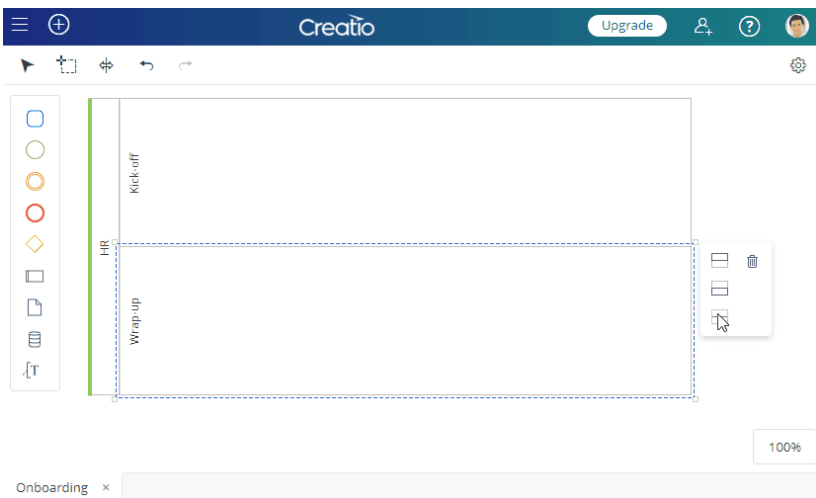 Creatio
Upgrade
Kick-off
HR
Wrap-up
T
100%
Onboarding ×